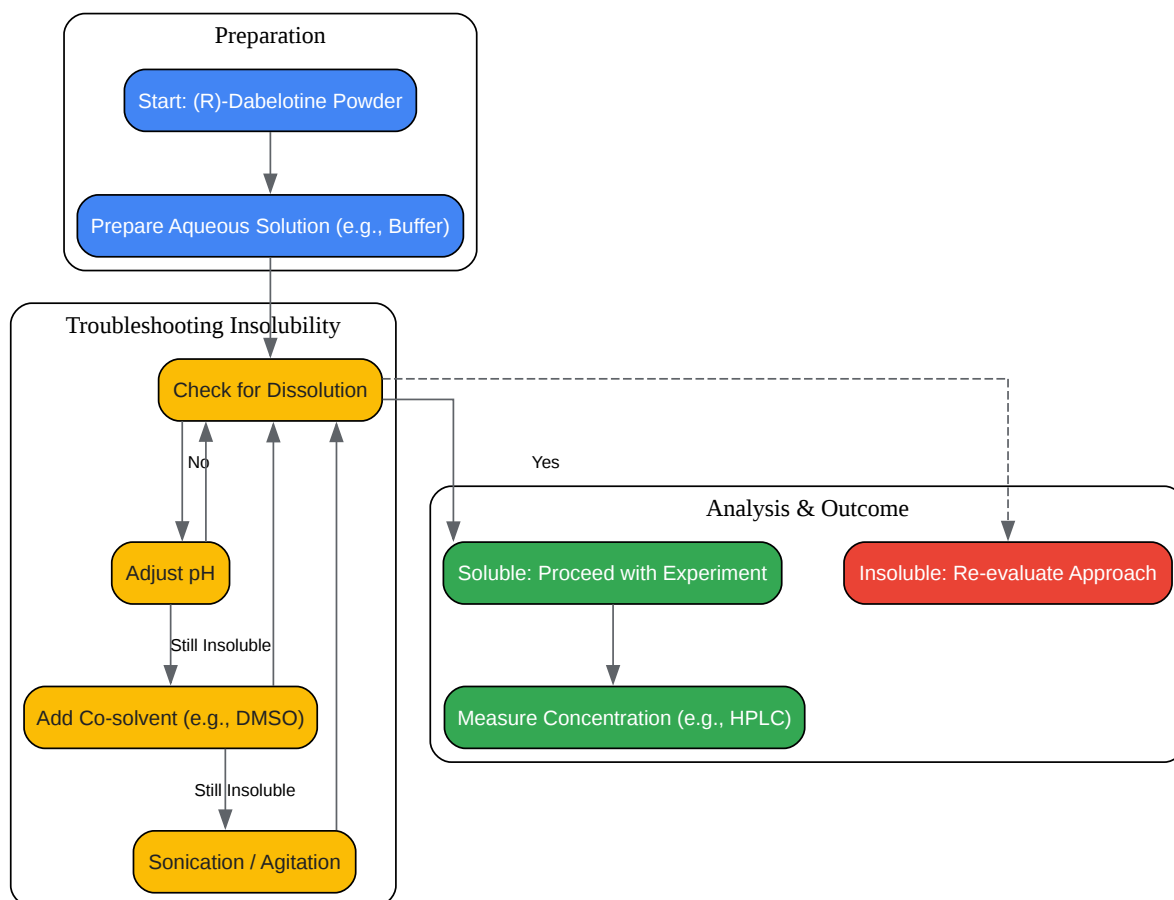 Preparation
Start: (R)-Dabelotine Powder
Prepare Aqueous Solution (e.g., Buffer)
Troubleshooting Insolubility
Check for Dissolution
No
Yes
Analysis & Outcome
Adjust pH
Soluble: Proceed with Experiment
Insoluble: Re-evaluate Approach
Still Insoluble
Add Co-solvent (e.g., DMSO)
Measure Concentration (e.g., HPLC)
Still Insoluble
Sonication / Agitation